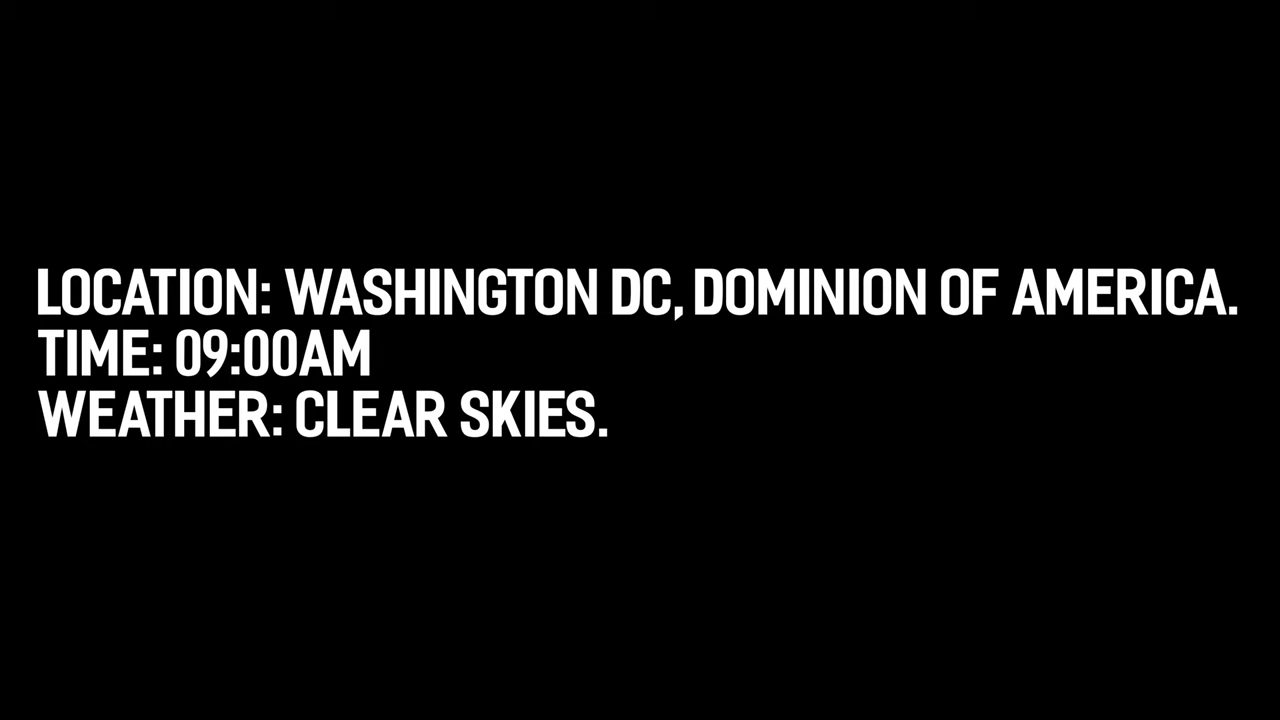 LOCATION: WASHINGTON DC, DOMINION OF AMERICA.
TIME: 09:00AM
WEATHER: CLEAR SKIES.